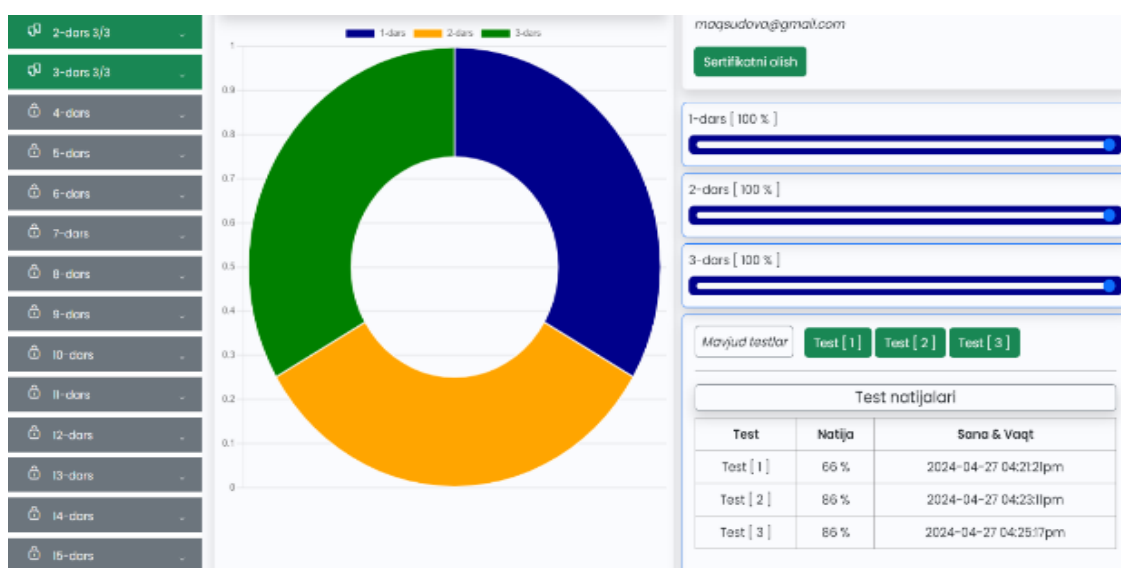 2-dars 3/3
3-dars 3/3
4-dars
5-dars
6-dars
7-dars
8-dars
9-dars
10-dars
11-dars
12-dars
13-dars
14-dars
15-dars
1-dars 2-dars 3-dars
1
0.9
0.8
0.7
0.6
0.5
0.4
0.3
0.2
0.1
0
maqsudova@gmail.com
Sertifikatni olish
1-dars [ 100 % ]
2-dars [ 100 % ]
3-dars [ 100 % ]
Mavjud testlar Test [ 1 ] Test [ 2 ] Test [ 3 ]
Test natijalari
Test Natija Sana & Vaqt
Test [ 1 ] 66 % 2024-04-27 04:21:21pm
Test [ 2 ] 86 % 2024-04-27 04:23:11pm
Test [ 3 ] 86 % 2024-04-27 04:25:17pm